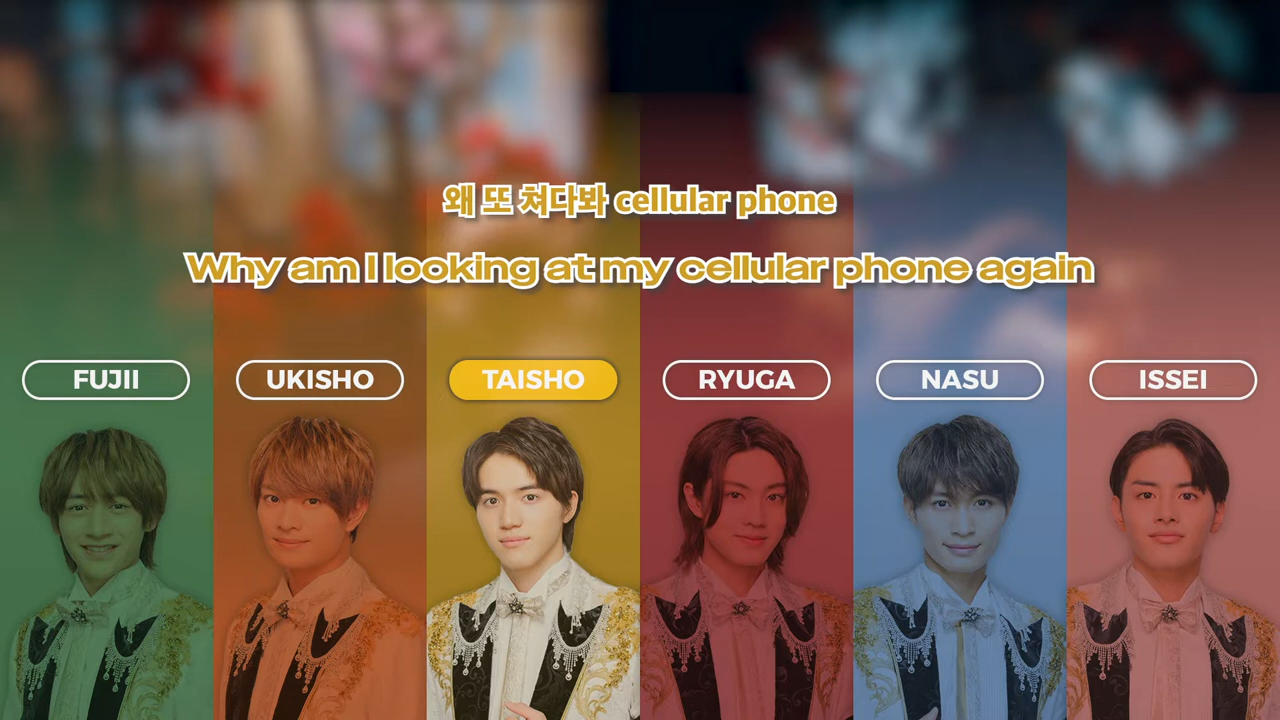 왜 또 쳐다봐 cellular phone
Why am I looking at my cellular phone again
FUJII
UKISHO
TAISHO
RYUGA
NASU
ISSEI